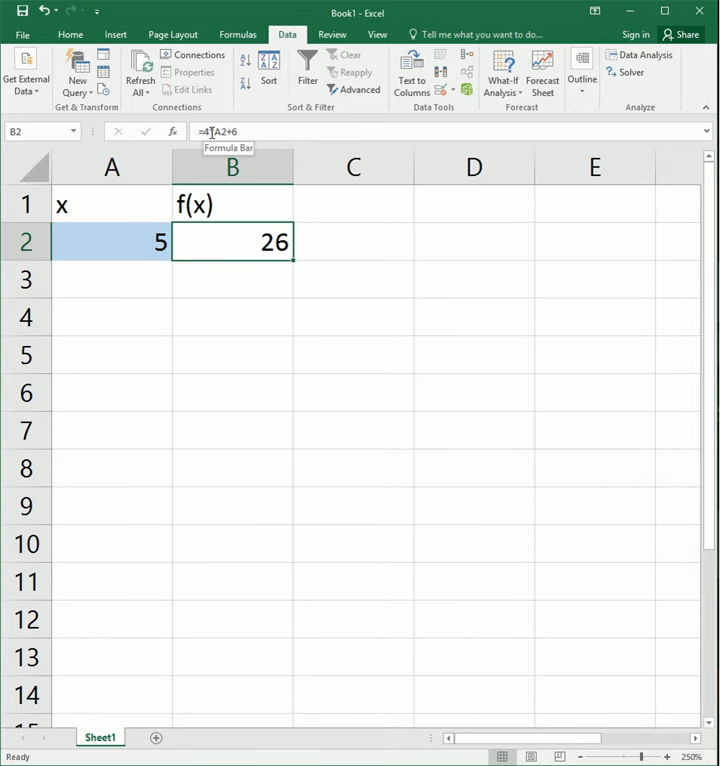 Book1 - Excel
File Home Insert Page Layout Formulas Data Review View Tell me what you want to do... Sign in Share
Get External Data
New Query
Get & Transform
Refresh All
Connections
Properties
Edit Links
Connections
Sort
Filter
Clear
Reapply
Advanced
Sort & Filter
Text to Columns
Data Tools
What-If Analysis
Forecast Sheet
Forecast
Outline
Data Analysis
Solver
Analyze
B2 fx =4*A2+6
Formula Bar
A B C D E
1 x f(x)
2 5 26
3
4
5
6
7
8
9
10
11
12
13
14
15
Sheet1
Ready 250%